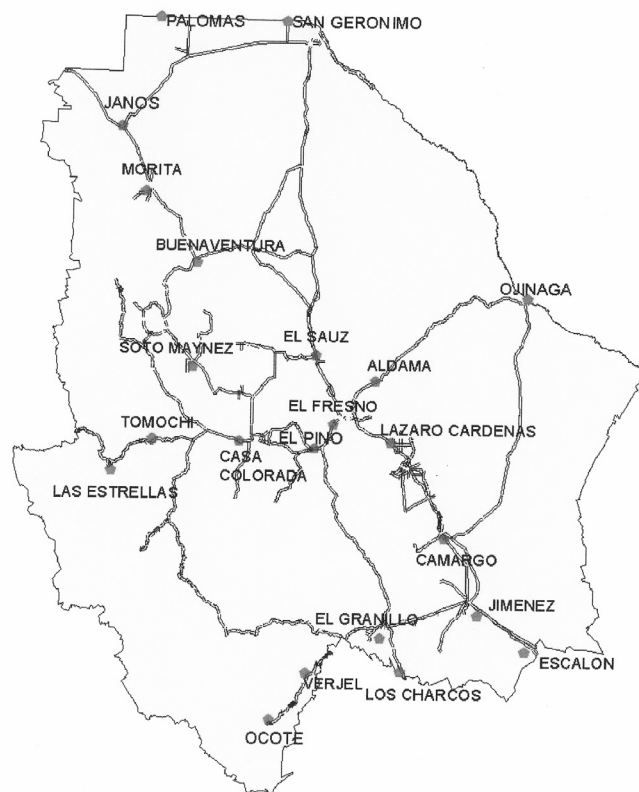 PALOMAS
SAN GERONIMO
JANOS
MORITA
BUENAVENTURA
OJINAGA
EL SAUZ
SOTO MAYNEZ
ALDAMA
EL FRESNO
TOMOCHI
LAZARO CARDENAS
EL PINO
CASA
COLORADA
LAS ESTRELLAS
CAMARGO
JIMENEZ
EL GRANILLO
ESCALON
VERJEL
LOS CHARCOS
OCOTE